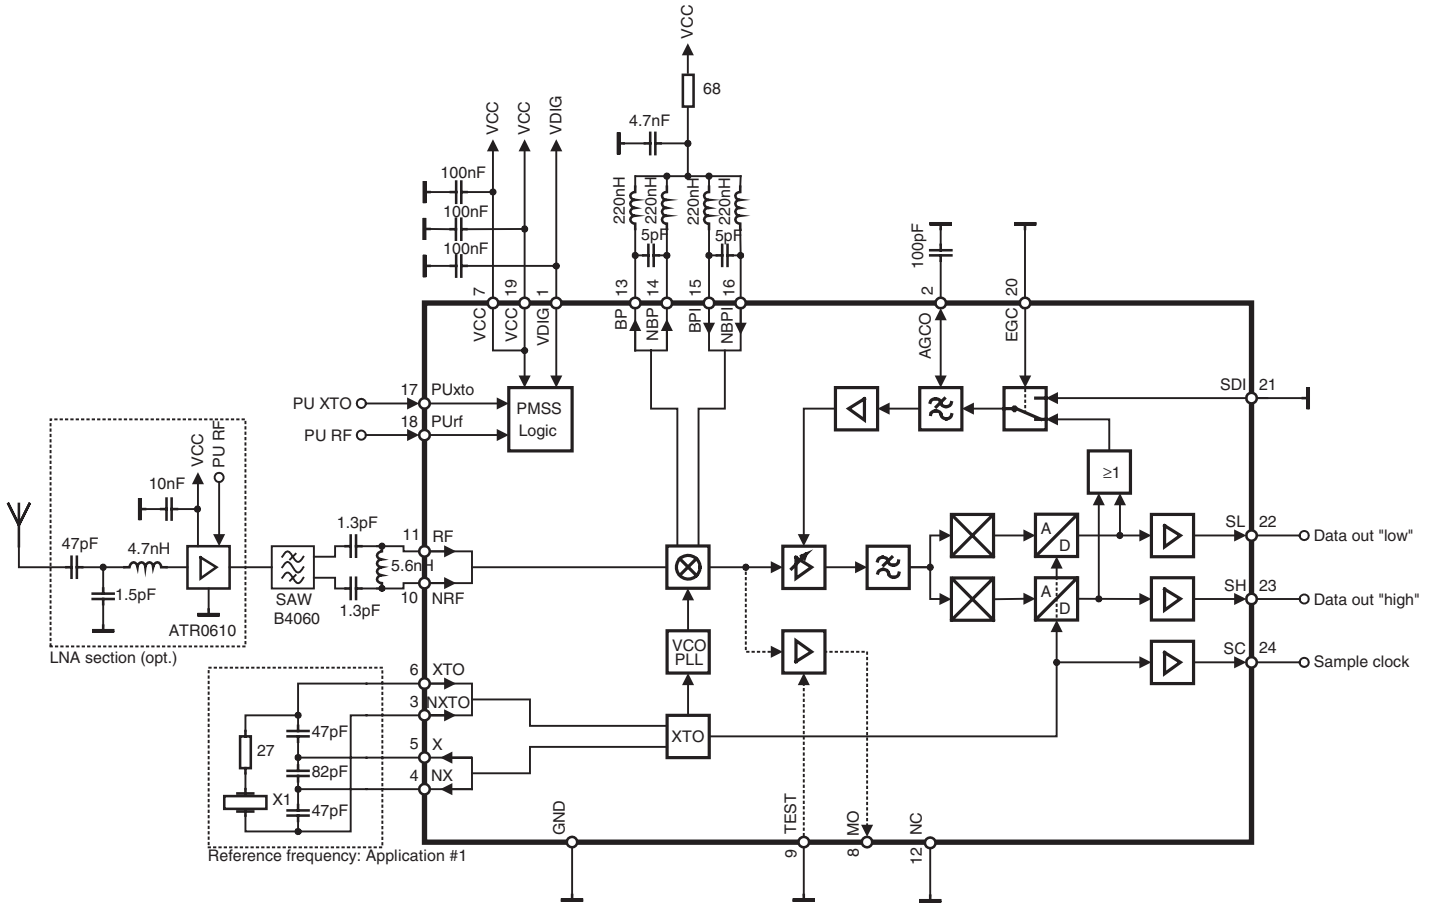 VCC
68
4.7nF
VCC
VCC
VDIG
100nF
100nF
100nF
220nH
220nH
220nH
220nH
5pF
5pF
100pF
7
19
1
13
14
15
16
2
20
VCC
VCC
VDIG
BP
NBP
BPI
NBPI
AGCO
EGC
PU XTO
17
PUxto
PU RF
18
PUrf
PMSS
Logic
SDI
21
≥1
VCC
PU RF
10nF
47pF
4.7nH
1.5pF
ATR0610
LNA section (opt.)
SAW
B4060
1.3pF
1.3pF
5.6nH
11
RF
10
NRF
A
D
A
D
SL
22
Data out "low"
SH
23
Data out "high"
SC
24
Sample clock
VCO
PLL
XTO
6
XTO
3
NXTO
5
X
4
NX
47pF
82pF
47pF
27
X1
Reference frequency: Application #1
GND
TEST
MO
NC
9
8
12